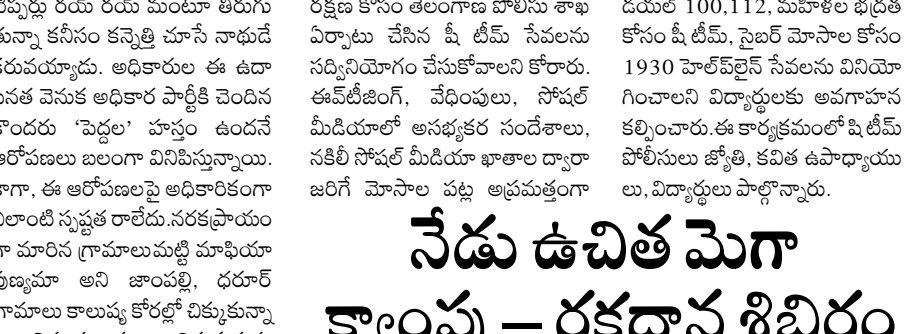 టిప్పర్లు రయ్ రయ్ మంటూ తిరుగు
తున్నా కనీసం కన్నెత్తి చూసే నాథుడే
కరువయ్యాడు. అధికారుల ఈ ఉదా
సీనత వెనుక అధికార పార్టీకి చెందిన
కొందరు ‘పెద్దల’ హస్తం ఉందనే
ఆరోపణలు బలంగా వినిపిస్తున్నాయి.
కాగా, ఈ ఆరోపణలపై అధికారికంగా
ఎలాంటి స్పష్టత రాలేదు.నరకప్రాయం
గా మారిన గ్రామాలుమట్టి మాఫియా
పుణ్యమా అని జాంపల్లి, ధరూర్
గ్రామాలు కాలుష్య కోరల్లో చిక్కుకున్నా
రక్షణ కోసం తెలంగాణ పోలీసు శాఖ
ఏర్పాటు చేసిన షీ టీమ్ సేవలను
సద్వినియోగం చేసుకోవాలని కోరారు.
ఈవ్‌టీజింగ్, వేధింపులు, సోషల్
మీడియాలో అసభ్యకర సందేశాలు,
నకిలీ సోషల్ మీడియా ఖాతాల ద్వారా
జరిగే మోసాల పట్ల అప్రమత్తంగా
డయల్ 100,112, మహిళల భద్రత
కోసం షీ టీమ్, సైబర్ మోసాల కోసం
1930 హెల్ప్‌లైన్ సేవలను వినియో
గించాలని విద్యార్థులకు అవగాహన
కల్పించారు.ఈ కార్యక్రమంలో షి టీమ్
పోలీసులు జ్యోతి, కవిత ఉపాధ్యాయు
లు, విద్యార్థులు పాల్గొన్నారు.
నేడు ఉచిత మెగా
క్యాంపు – రక్తదాన శిబిరం